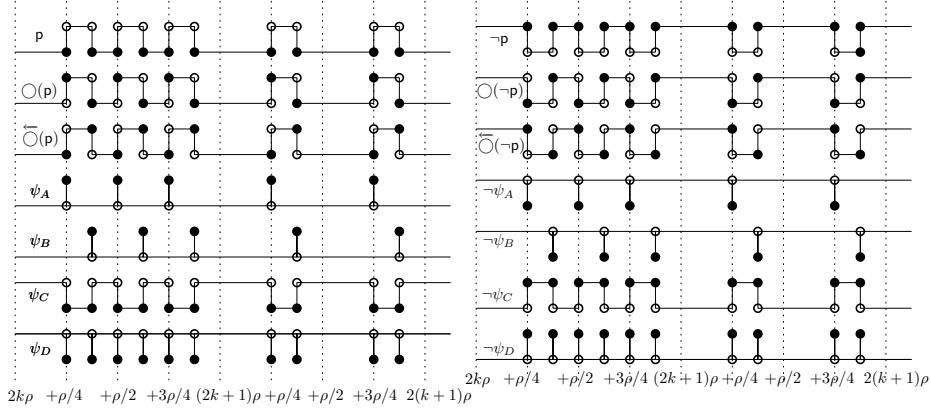 p
◯(p)
⃖◯(p)
ψ_A
ψ_B
ψ_C
ψ_D
2kρ +ρ/4 +ρ/2 +3ρ/4 (2k+1)ρ +ρ/4 +ρ/2 +3ρ/4 2(k+1)ρ
¬p
◯(¬p)
⃖◯(¬p)
¬ψ_A
¬ψ_B
¬ψ_C
¬ψ_D
2kρ +ρ/4 +ρ/2 +3ρ/4 (2k+1)ρ +ρ/4 +ρ/2 +3ρ/4 2(k+1)ρ